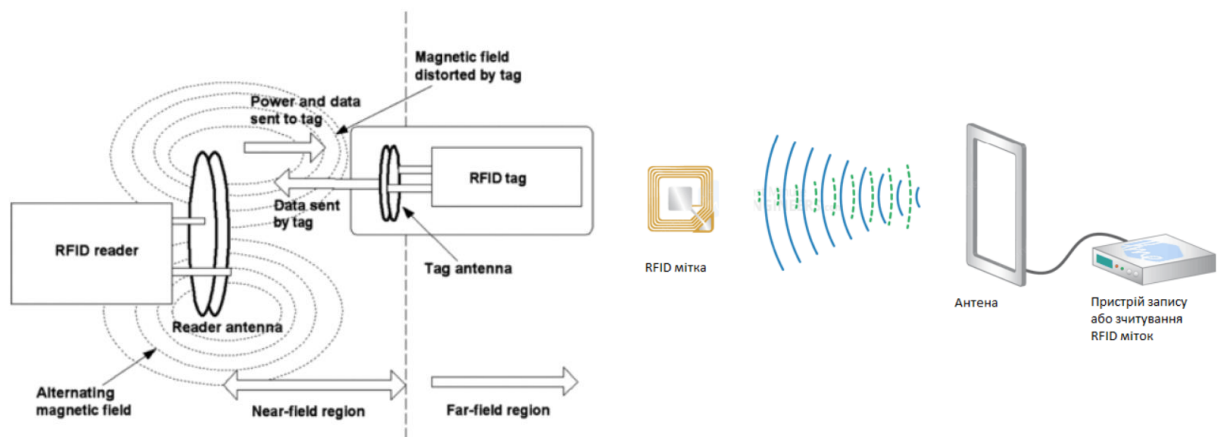 Magnetic field
distorted by tag
Power and data
sent to tag
RFID tag
Data sent
by tag
RFID reader
Tag antenna
Reader antenna
Alternating
magnetic field
Near-field region
Far-field region
RFID мітка
Антена
Пристрій запису
або зчитування
RFID міток